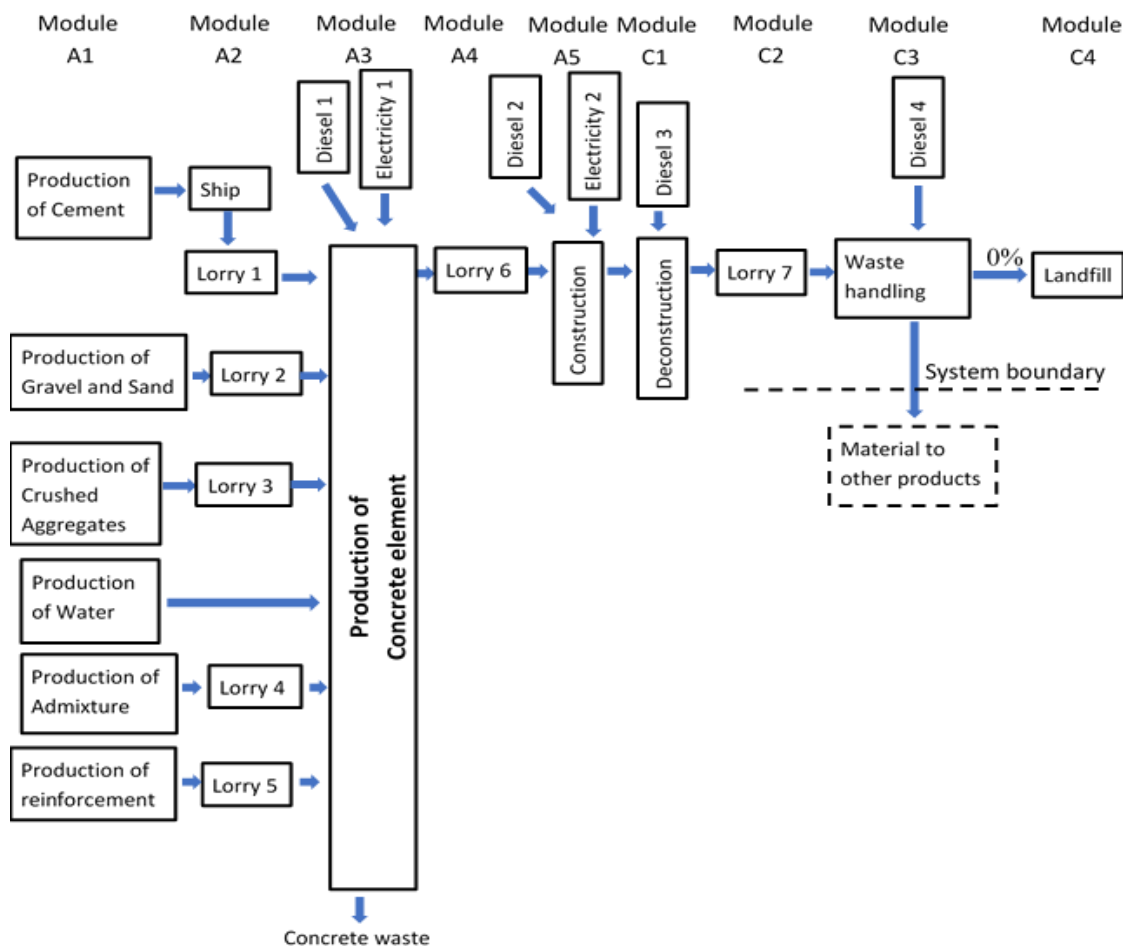 Module
A1
Module
A2
Module
A3
Module
A4
Module
A5
Module
C1
Module
C2
Module
C3
Module
C4
Diesel 1
Electricity 1
Diesel 2
Electricity 2
Diesel 3
Diesel 4
Production
of Cement
Ship
Lorry 1
Production of
Gravel and Sand
Lorry 2
Production of
Crushed
Aggregates
Lorry 3
Production
of Water
Production of
Admixture
Lorry 4
Production of
reinforcement
Lorry 5
Production of
Concrete element
Concrete waste
Lorry 6
Construction
Deconstruction
Lorry 7
Waste
handling
0%
Landfill
System boundary
Material to
other products